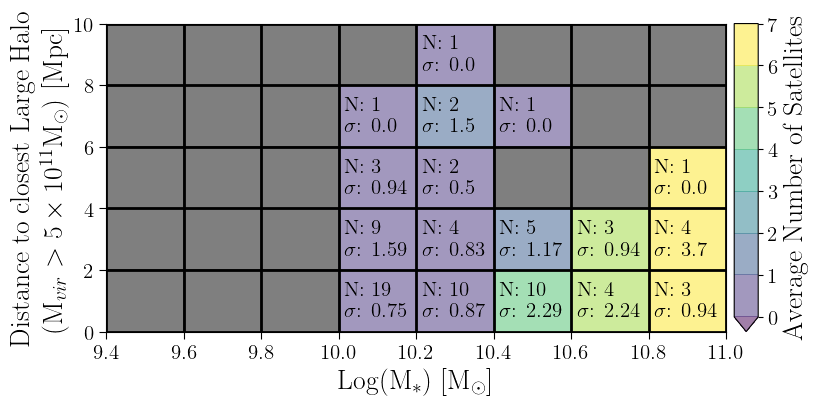 Distance to closest Large Halo
(M_{vir} > 5 × 10^{11}M_⊙) [Mpc]
10
8
6
4
2
0
N: 1
σ: 0.0
N: 1
σ: 0.0
N: 2
σ: 1.5
N: 1
σ: 0.0
N: 3
σ: 0.94
N: 2
σ: 0.5
N: 1
σ: 0.0
N: 9
σ: 1.59
N: 4
σ: 0.83
N: 5
σ: 1.17
N: 3
σ: 0.94
N: 4
σ: 3.7
N: 19
σ: 0.75
N: 10
σ: 0.87
N: 10
σ: 2.29
N: 4
σ: 2.24
N: 3
σ: 0.94
9.4 9.6 9.8 10.0 10.2 10.4 10.6 10.8 11.0
Log(M_*) [M_⊙]
7
6
5
4
3
2
1
0
Average Number of Satellites